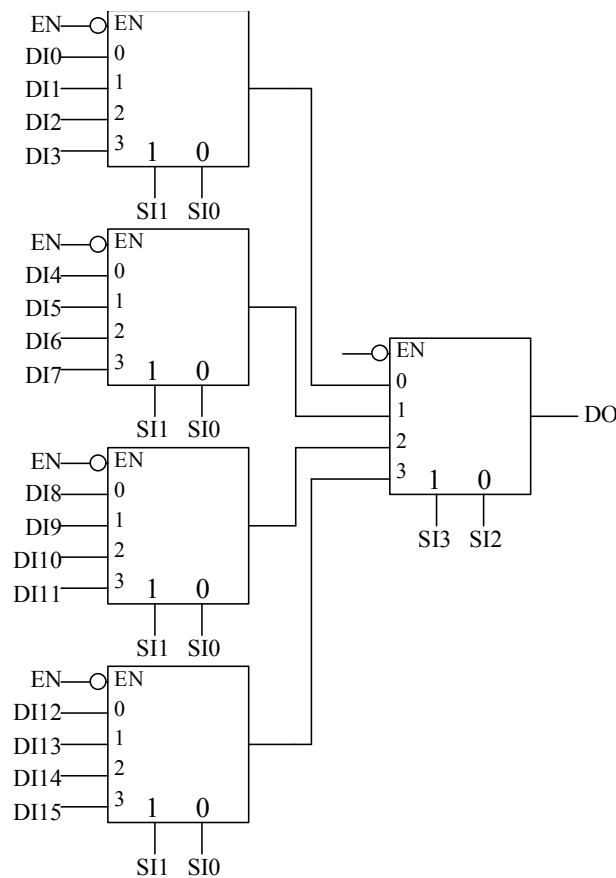 EN EN
DI0 0
DI1 1
DI2 2
DI3 3
1 0
SI1 SI0
EN EN
DI4 0
DI5 1
DI6 2
DI7 3
1 0
SI1 SI0
EN EN
DI8 0
DI9 1
DI10 2
DI11 3
1 0
SI1 SI0
EN EN
DI12 0
DI13 1
DI14 2
DI15 3
1 0
SI1 SI0
EN
0
1
2
3
1 0
SI3 SI2
DO